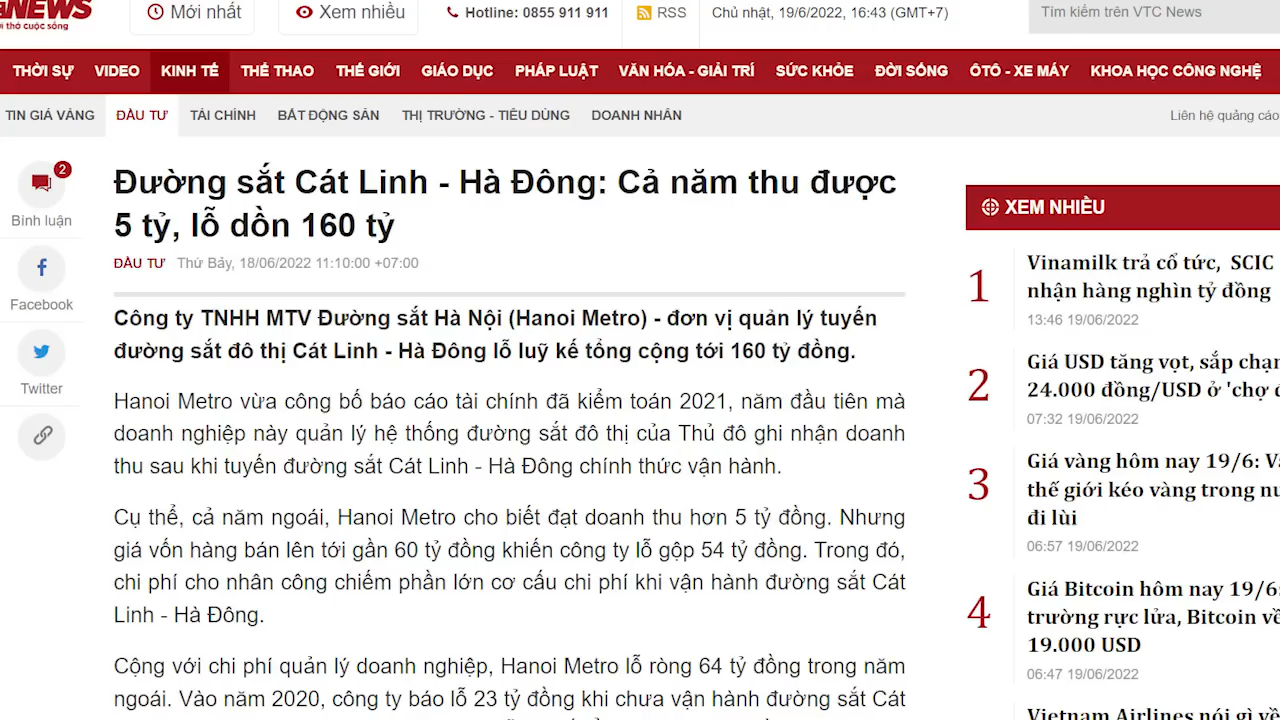 NEWS
Mới nhất
Xem nhiều
Hotline: 0855 911 911
RSS
Chủ nhật, 19/6/2022, 16:43 (GMT+7)
Tìm kiếm trên VTC News
THỜI SỰ VIDEO KINH TẾ THỂ THAO THẾ GIỚI GIÁO DỤC PHÁP LUẬT VĂN HÓA - GIẢI TRÍ SỨC KHỎE ĐỜI SỐNG ÔTÔ - XE MÁY KHOA HỌC CÔNG NGHỆ
TIN GIÁ VÀNG ĐẦU TƯ TÀI CHÍNH BẤT ĐỘNG SẢN THỊ TRƯỜNG - TIÊU DÙNG DOANH NHÂN Liên hệ quảng cáo
2
Bình luận
Facebook
Twitter
Đường sắt Cát Linh - Hà Đông: Cả năm thu được
5 tỷ, lỗ dồn 160 tỷ
ĐẦU TƯ Thứ Bảy, 18/06/2022 11:10:00 +07:00
Công ty TNHH MTV Đường sắt Hà Nội (Hanoi Metro) - đơn vị quản lý tuyến
đường sắt đô thị Cát Linh - Hà Đông lỗ luỹ kế tổng cộng tới 160 tỷ đồng.
Hanoi Metro vừa công bố báo cáo tài chính đã kiểm toán 2021, năm đầu tiên mà
doanh nghiệp này quản lý hệ thống đường sắt đô thị của Thủ đô ghi nhận doanh
thu sau khi tuyến đường sắt Cát Linh - Hà Đông chính thức vận hành.
Cụ thể, cả năm ngoái, Hanoi Metro cho biết đạt doanh thu hơn 5 tỷ đồng. Nhưng
giá vốn hàng bán lên tới gần 60 tỷ đồng khiến công ty lỗ gộp 54 tỷ đồng. Trong đó,
chi phí cho nhân công chiếm phần lớn cơ cấu chi phí khi vận hành đường sắt Cát
Linh - Hà Đông.
Cộng với chi phí quản lý doanh nghiệp, Hanoi Metro lỗ ròng 64 tỷ đồng trong năm
ngoái. Vào năm 2020, công ty báo lỗ 23 tỷ đồng khi chưa vận hành đường sắt Cát
XEM NHIỀU
1
Vinamilk trả cổ tức, SCIC
nhận hàng nghìn tỷ đồng
13:46 19/06/2022
2
Giá USD tăng vọt, sắp chạm
24.000 đồng/USD ở 'chợ
07:32 19/06/2022
3
Giá vàng hôm nay 19/6:
thế giới kéo vàng trong
đi lùi
06:57 19/06/2022
4
Giá Bitcoin hôm nay 19/6:
trường rực lửa, Bitcoin về
19.000 USD
06:47 19/06/2022
Vietnam Airlines nói gì về